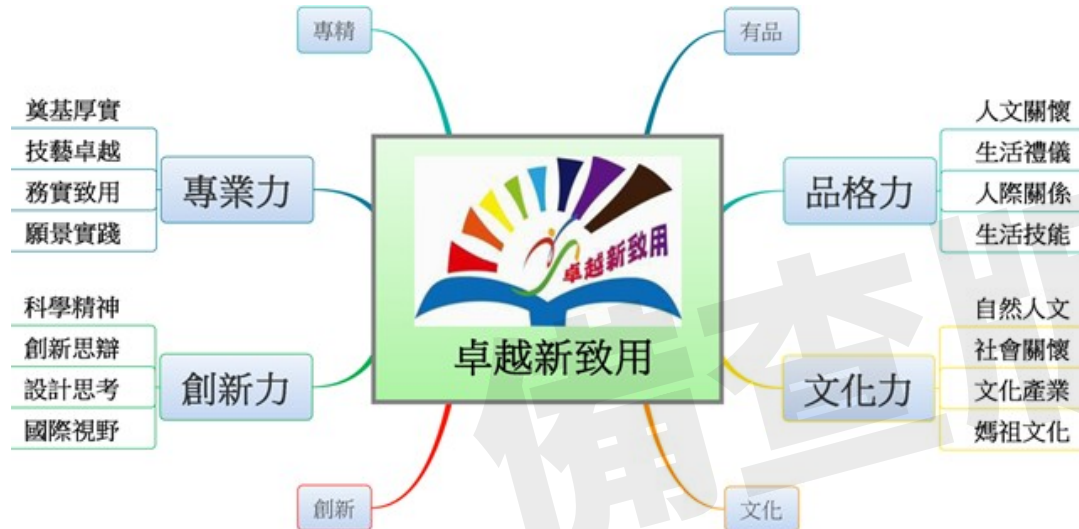 專精
有品
奠基厚實
技藝卓越
務實致用
願景實踐
專業力
人文關懷
生活禮儀
人際關係
生活技能
品格力
卓越新致用
卓越新致用
科學精神
創新思辯
設計思考
國際視野
創新力
自然人文
社會關懷
文化產業
媽祖文化
文化力
創新
文化
備查版